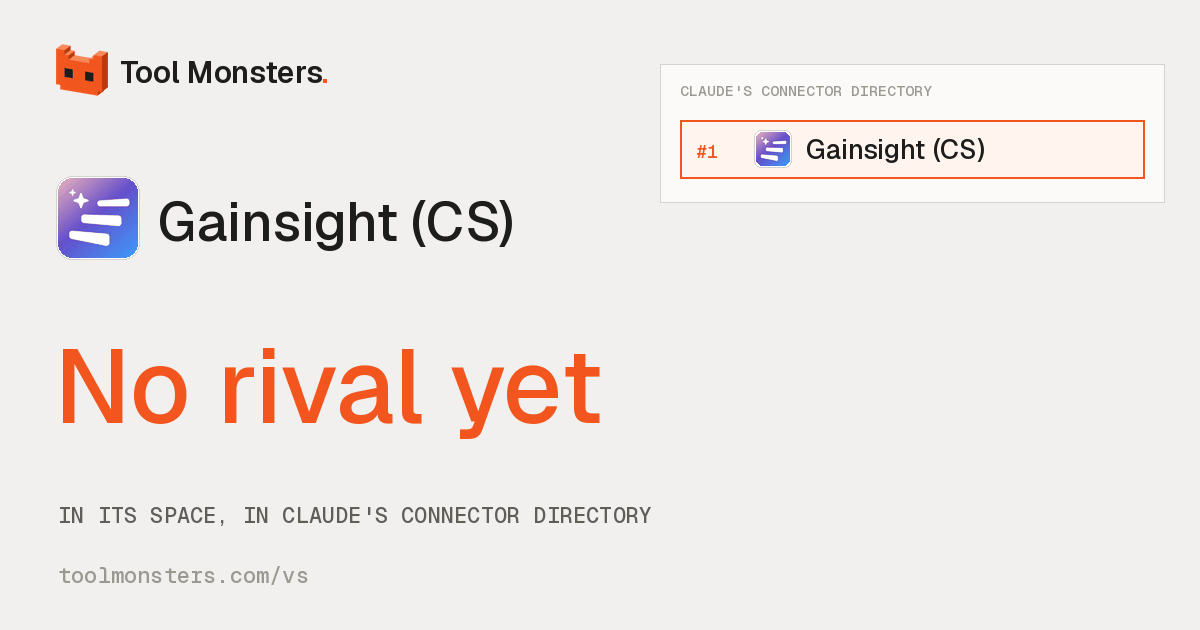 Tool Monsters.
CLAUDE'S CONNECTOR DIRECTORY
#1 Gainsight (CS)
Gainsight (CS)
No rival yet
IN ITS SPACE, IN CLAUDE'S CONNECTOR DIRECTORY
toolmonsters.com/vs